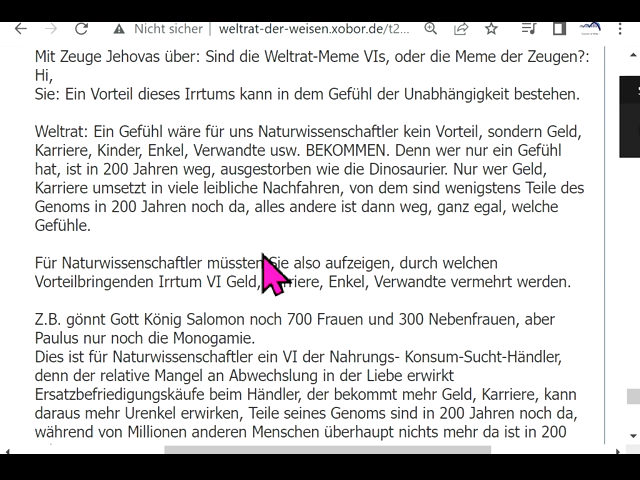 Nicht sicher | weltrat-der-weisen.xobor.de/t2...
Mit Zeuge Jehovas über: Sind die Weltrat-Meme VIs, oder die Meme der Zeugen?:
Hi,
Sie: Ein Vorteil dieses Irrtums kann in dem Gefühl der Unabhängigkeit bestehen.
Weltrat: Ein Gefühl wäre für uns Naturwissenschaftler kein Vorteil, sondern Geld,
Karriere, Kinder, Enkel, Verwandte usw. BEKOMMEN. Denn wer nur ein Gefühl
hat, ist in 200 Jahren weg, ausgestorben wie die Dinosaurier. Nur wer Geld,
Karriere umsetzt in viele leibliche Nachfahren, von dem sind wenigstens Teile des
Genoms in 200 Jahren noch da, alles andere ist dann weg, ganz egal, welche
Gefühle.
Für Naturwissenschaftler müssten Sie also aufzeigen, durch welchen
Vorteilbringenden Irrtum VI Geld, Karriere, Enkel, Verwandte vermehrt werden.
Z.B. gönnt Gott König Salomon noch 700 Frauen und 300 Nebenfrauen, aber
Paulus nur noch die Monogamie.
Dies ist für Naturwissenschaftler ein VI der Nahrungs- Konsum-Sucht-Händler,
denn der relative Mangel an Abwechslung in der Liebe erwirkt
Ersatzbefriedigungskäufe beim Händler, der bekommt mehr Geld, Karriere, kann
daraus mehr Urenkel erwirken, Teile seines Genoms sind in 200 Jahren noch da,
während von Millionen anderen Menschen überhaupt nichts mehr da ist in 200